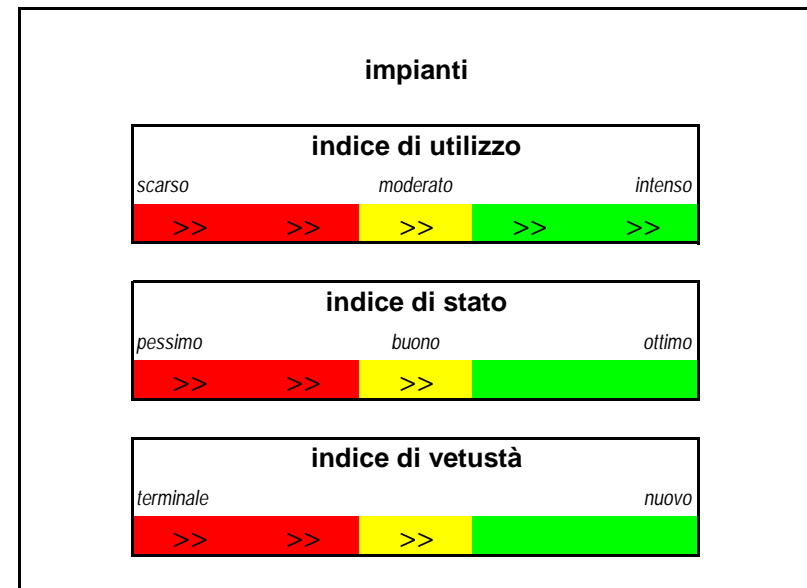 impianti
indice di utilizzo
scarso moderato intenso
>> >> >> >> >>
indice di stato
pessimo buono ottimo
>> >> >>
indice di vetustà
terminale nuovo
>> >> >>